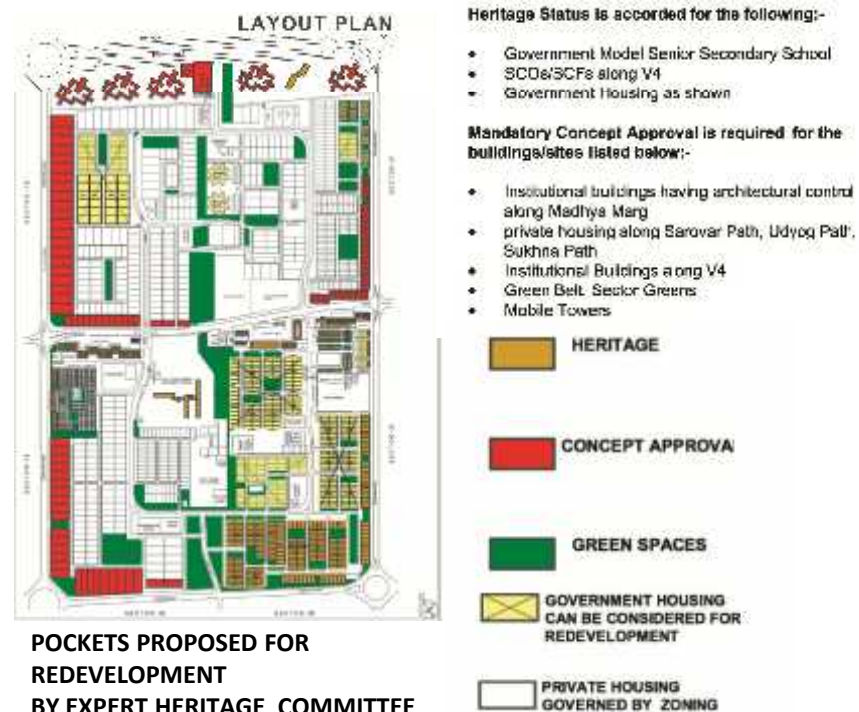 LAYOUT PLAN
POCKETS PROPOSED FOR
REDEVELOPMENT
BY EXPERT HERITAGE COMMITTEE
Heritage Status is accorded for the following:-
• Government Model Senior Secondary School
• SCOs/SCFs along V4
• Government Housing as shown
Mandatory Concept Approval is required for the
buildings/sites listed below:-
• Institutional buildings having architectural control
along Madhya Marg
• private housing along Sarovar Path, Udyog Path,
Sukhna Path
• Institutional Buildings along V4
• Green Belt, Sector Greens
• Mobile Towers
HERITAGE
CONCEPT APPROVA
GREEN SPACES
GOVERNMENT HOUSING
CAN BE CONSIDERED FOR
REDEVELOPMENT
PRIVATE HOUSING
GOVERNED BY ZONING